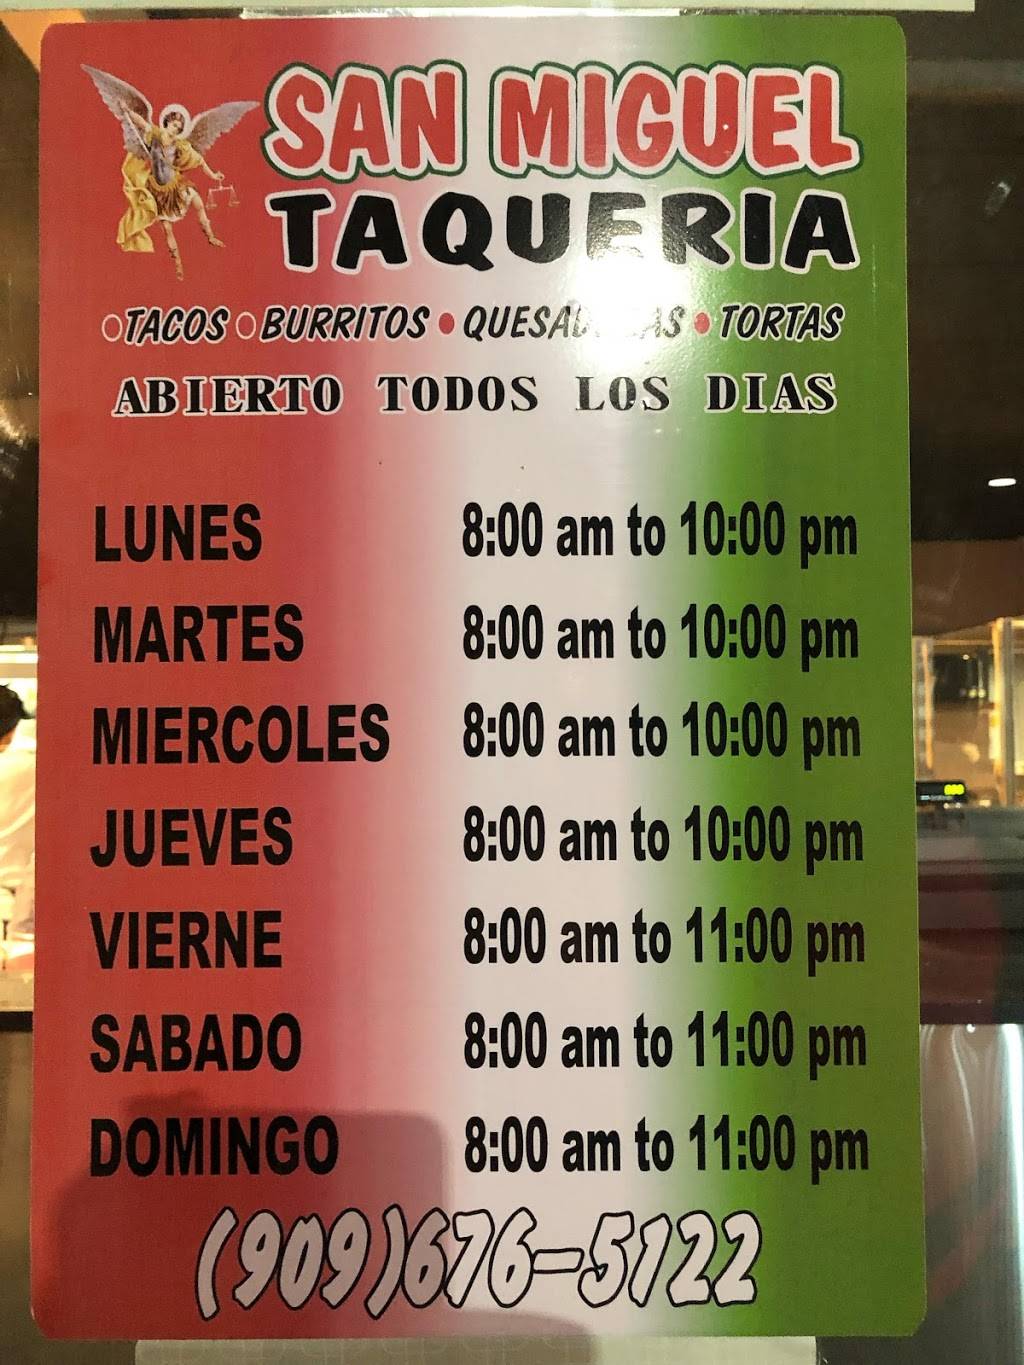 SAN MIGUEL
TAQUERIA
TACOS BURRITOS • • TORTAS
ABIERTO TODOS LOS DIAS
LUNES 8:00 am to 10:00 pm
MARTES 8:00 am to 10:00 pm
MIERCOLES 8:00 am to 10:00 pm
JUEVES 8:00 am to 10:00 pm
VIERNE 8:00 am to 11:00 pm
SABADO 8:00 am to 11:00 pm
DOMINGO 8:00 am to 11:00 pm
(909)676-5122